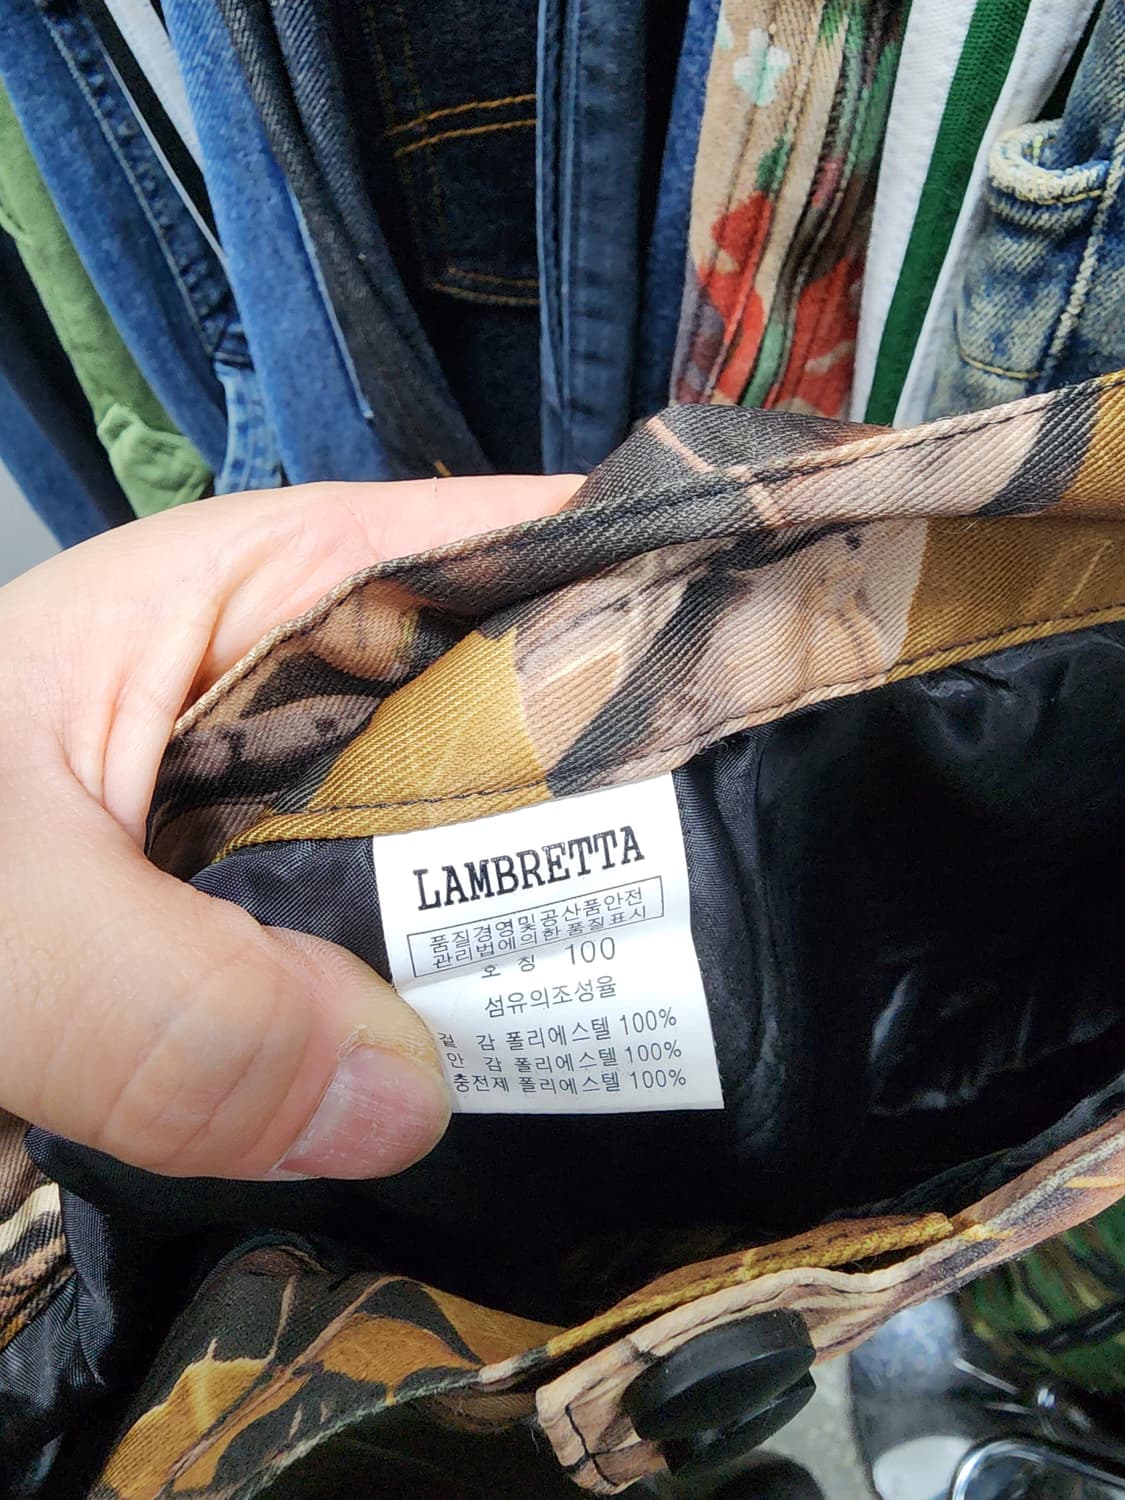 LAMBRETTA
품질경영및공산품안전
관리법에의한 품질표시
호 칭 100
섬유의조성율
겉 감 폴리에스텔 100%
안 감 폴리에스텔 100%
충전제 폴리에스텔 100%